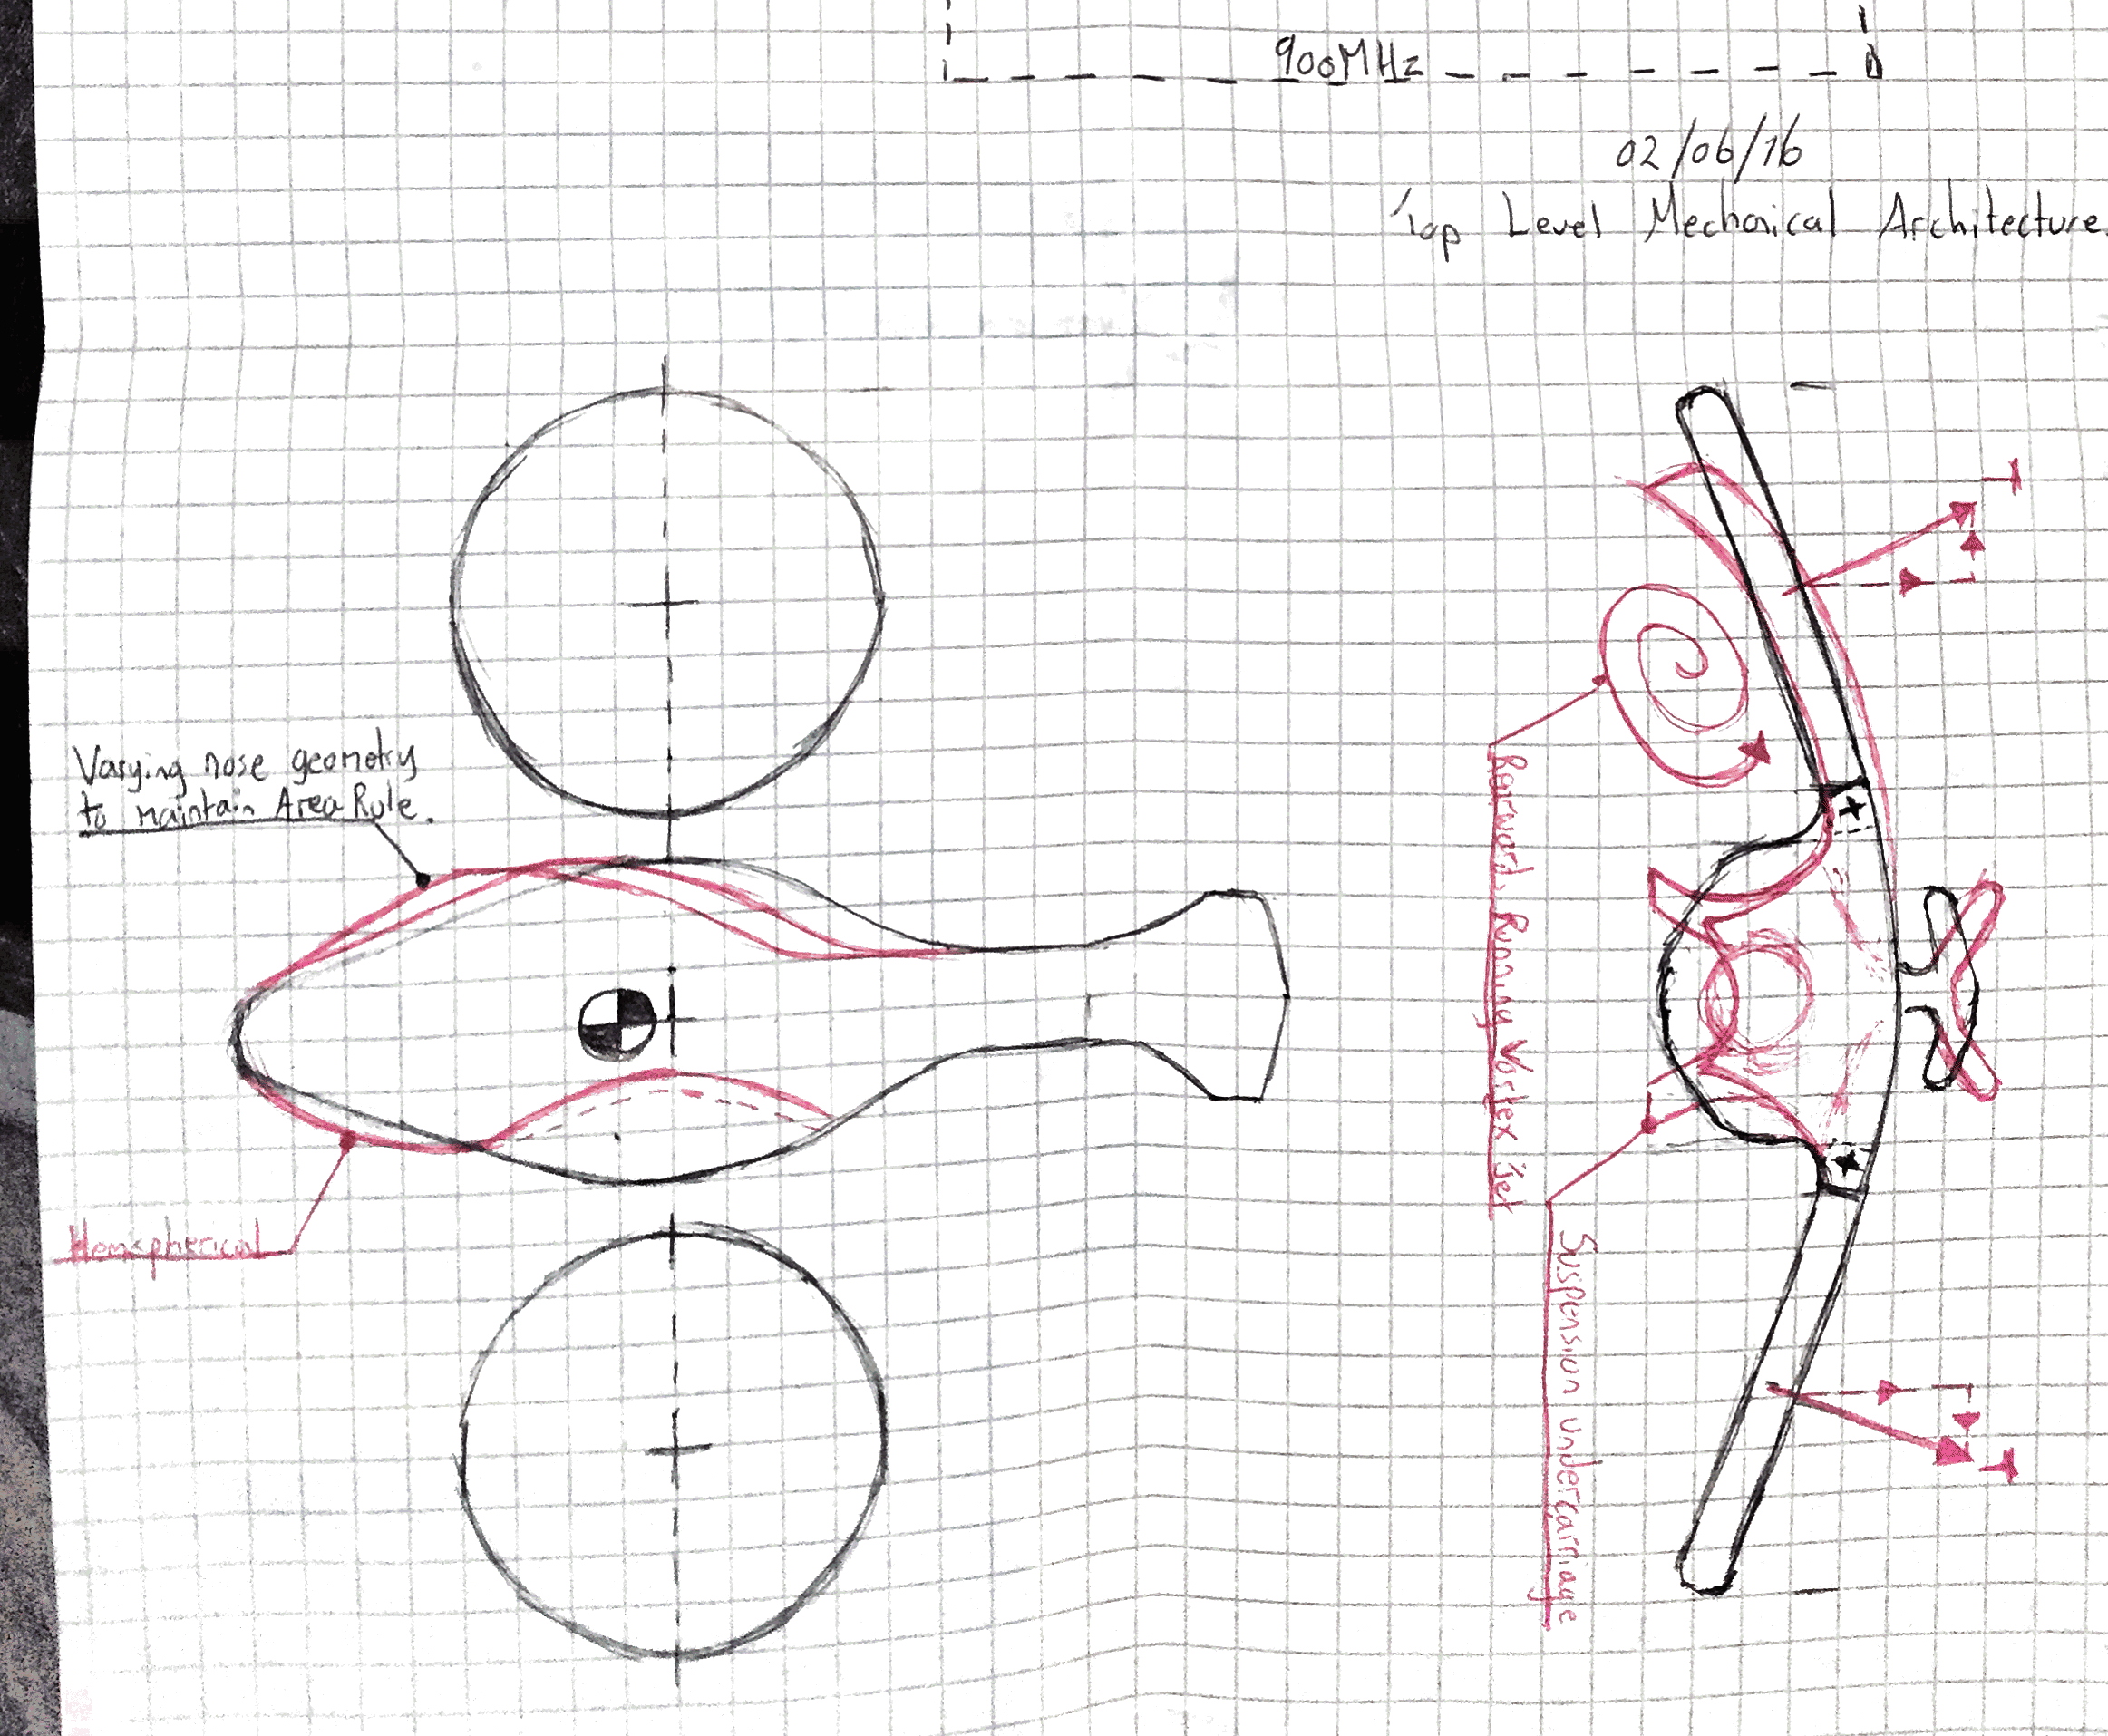 900MHz
02/06/16
Top Level Mechanical Architecture.
Varying nose geometry
to maintain Area Rule.
Hemispherical
Rearward Running Vortex Jet
Suspension undercarriage